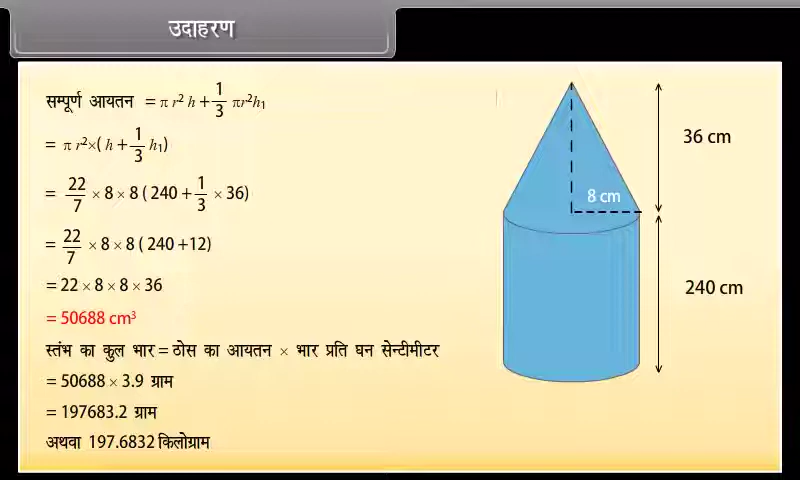 उदाहरण
सम्पूर्ण आयतन = π r² h + 1/3 πr²h₁
= π r²×( h + 1/3 h₁)
= 22/7 × 8 × 8 ( 240 + 1/3 × 36)
= 22/7 × 8 × 8 ( 240 +12)
= 22 × 8 × 8 × 36
= 50688 cm³
स्तंभ का कुल भार = ठोस का आयतन × भार प्रति घन सेन्टीमीटर
= 50688 × 3.9 ग्राम
= 197683.2 ग्राम
अथवा 197.6832 किलोग्राम
36 cm
8 cm
240 cm